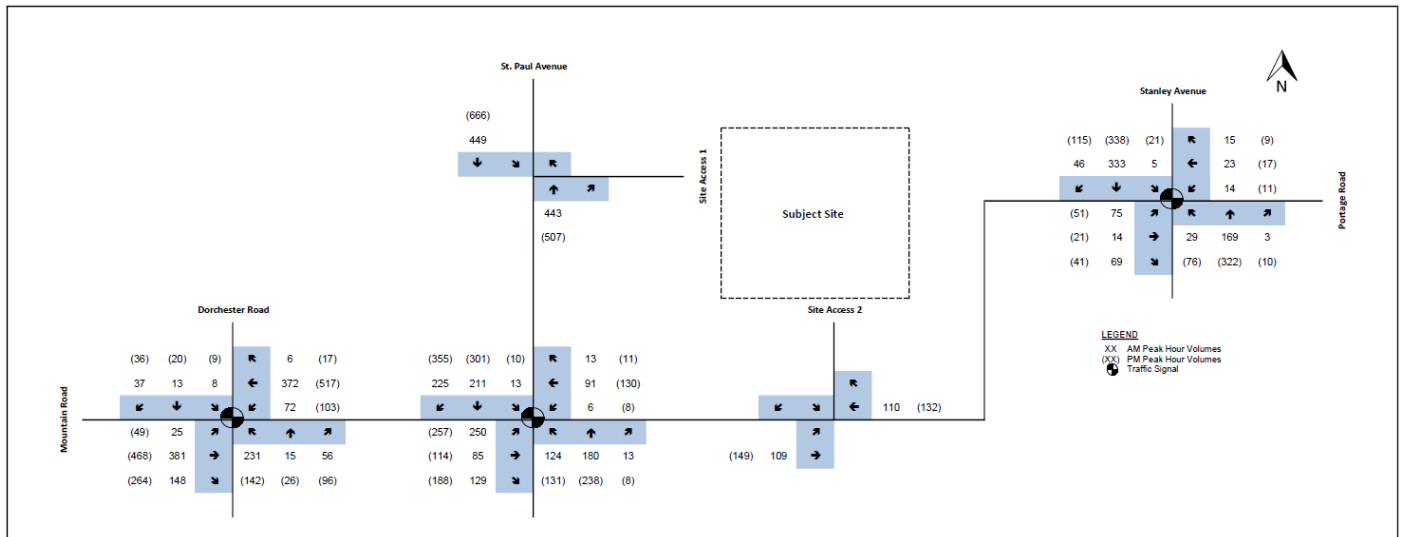 St. Paul Avenue
(666)
449
443
(507)
Site Access 1
Subject Site
N
Stanley Avenue
(115) (338) (21) 15 (9)
46 333 5 23 (17)
14 (11)
(51) 75
(21) 14 29 169 3
(41) 69 (76) (322) (10)
Portage Road
LEGEND
XX AM Peak Hour Volumes
(XX) PM Peak Hour Volumes
Traffic Signal
Dorchester Road
(36) (20) (9) 6 (17)
37 13 8 372 (517)
72 (103)
(49) 25
(468) 381 231 15 56
(264) 148 (142) (26) (96)
Mountain Road
(355) (301) (10) 13 (11)
225 211 13 91 (130)
6 (8)
(257) 250
(114) 85 124 180 13
(188) 129 (131) (238) (8)
Site Access 2
110 (132)
(149) 109